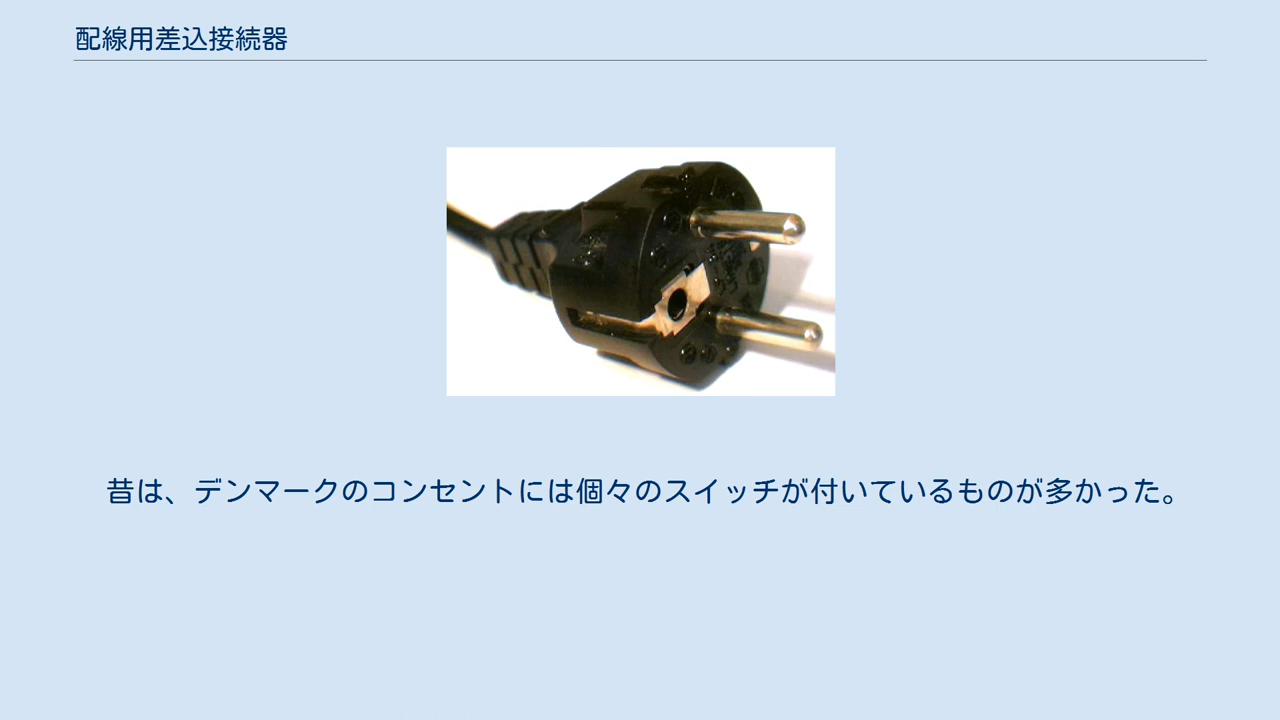 配線用差込接続器
昔は、デンマークのコンセントには個々のスイッチが付いているものが多かった。